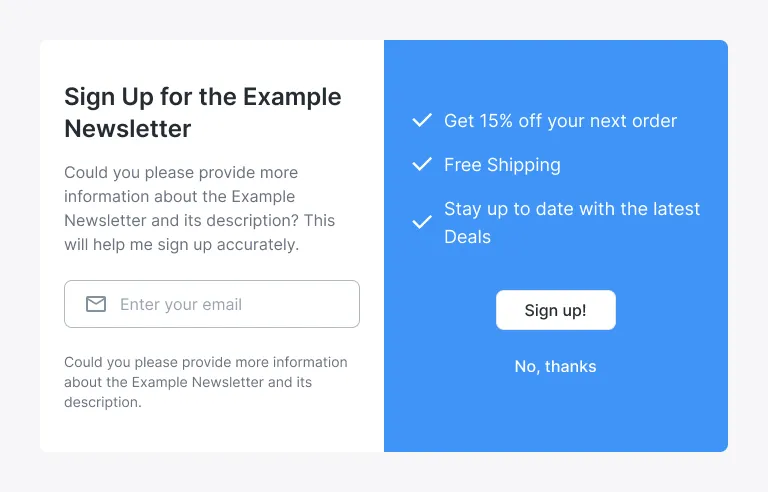 Sign Up for the Example
Newsletter
Could you please provide more
information about the Example
Newsletter and its description? This
will help me sign up accurately.
Enter your email
Could you please provide more information
about the Example Newsletter and its
description.
Get 15% off your next order
Free Shipping
Stay up to date with the latest
Deals
Sign up!
No, thanks